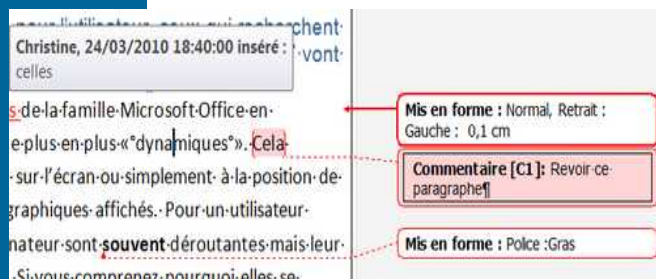 pour l'utilisateur, ceux qui recherchent
Christine, 24/03/2010 18:40:00 inséré :
celles
vont
s de la famille Microsoft Office en
e plus en plus «°dynamiques°». Cela
sur l'écran ou simplement à la position de
graphiques affichés. Pour un utilisateur
nateur sont souvent déroutantes mais leur
Si vous comprenez pourquoi elles se
Mis en forme : Normal, Retrait :
Gauche : 0,1 cm
Commentaire [C1]: Revoir ce
paragraphe¶
Mis en forme : Police :Gras